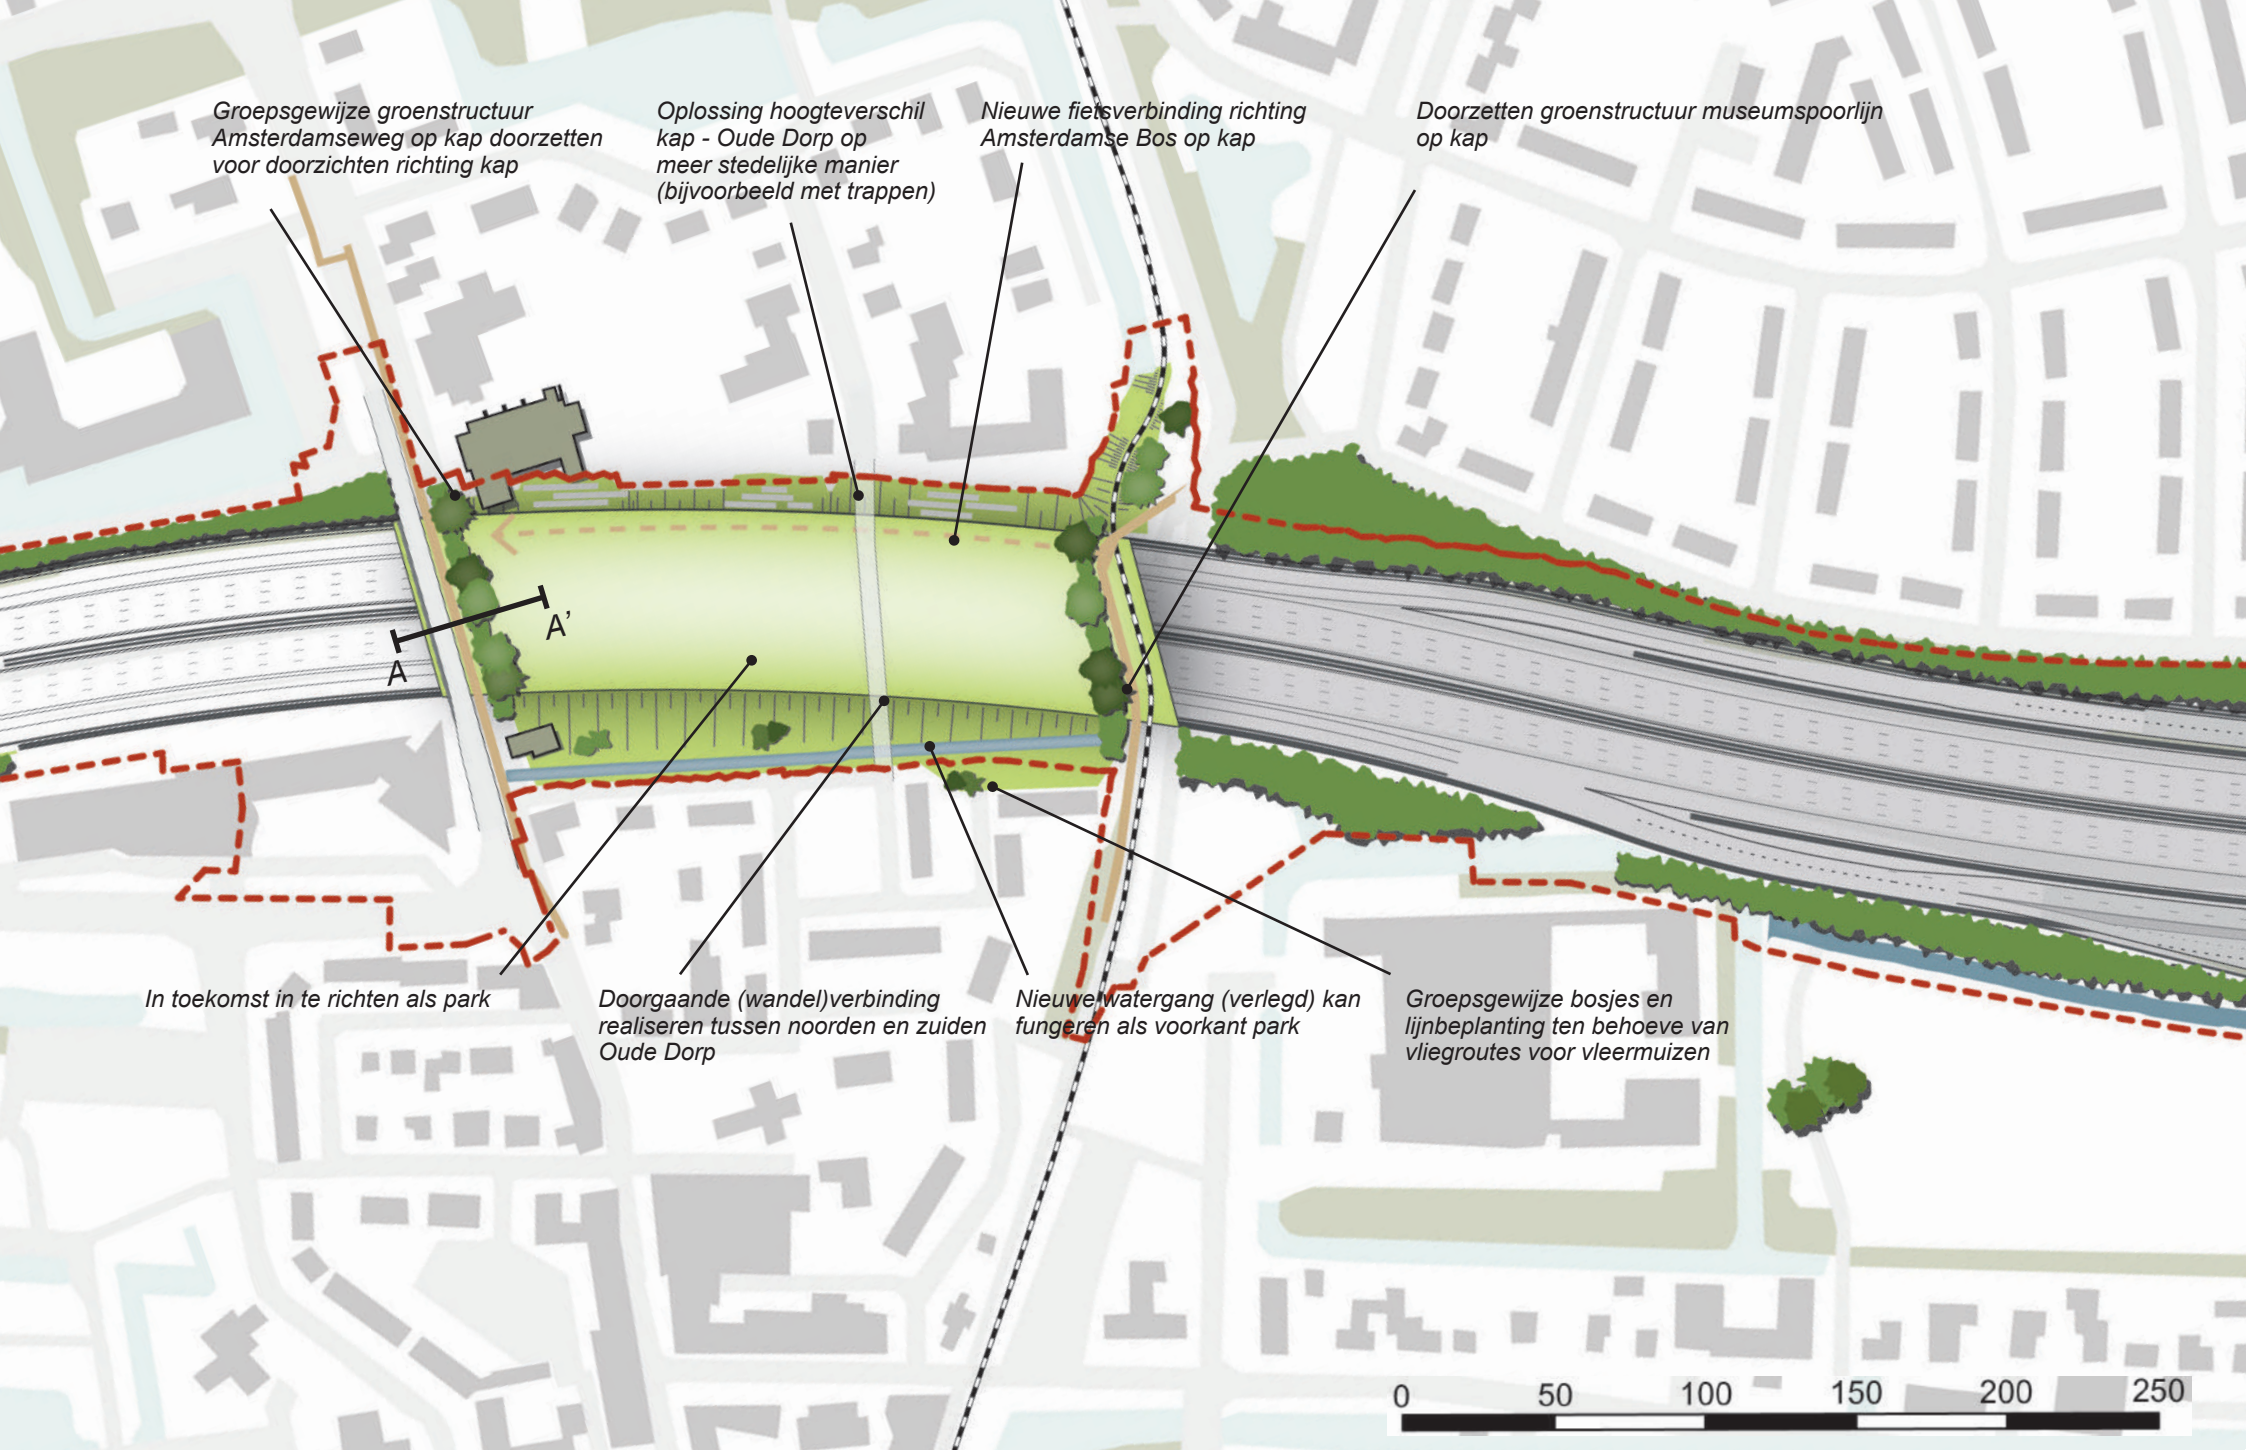 Groepsgewijze groenstructuur
Amsterdamseweg op kap doorzetten
voor doorzichten richting kap
Oplossing hoogteverschil
kap - Oude Dorp op
meer stedelijke manier
(bijvoorbeeld met trappen)
Nieuwe fietsverbinding richting
Amsterdamse Bos op kap
Doorzetten groenstructuur museumspoorlijn
op kap
A'
A
In toekomst in te richten als park
Doorgaande (wandel)verbinding
realiseren tussen noorden en zuiden
Oude Dorp
Nieuwe watergang (verlegd) kan
fungeren als voorkant park
Groepsgewijze bosjes en
lijnbeplanting ten behoeve van
vliegroutes voor vleermuizen
0 50 100 150 200 250